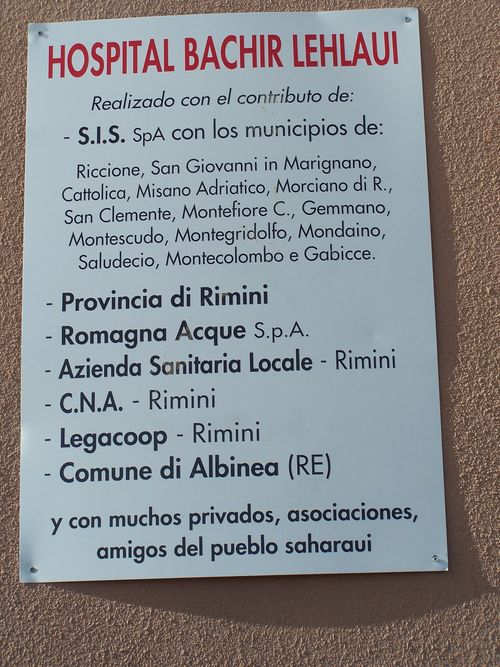 HOSPITAL BACHIR LEHLAUI
Realizado con el contributo de:
- S.I.S. SpA con los municipios de:
Riccione, San Giovanni in Marignano,
Cattolica, Misano Adriatico, Morciano di R.,
San Clemente, Montefiore C., Gemmano,
Montescudo, Montegridolfo, Mondaino,
Saludecio, Montecolombo e Gabicce.
- Provincia di Rimini
- Romagna Acque S.p.A.
- Azienda Sanitaria Locale - Rimini
- C.N.A. - Rimini
- Legacoop - Rimini
- Comune di Albinea (RE)
y con muchos privados, asociaciones,
amigos del pueblo saharaui